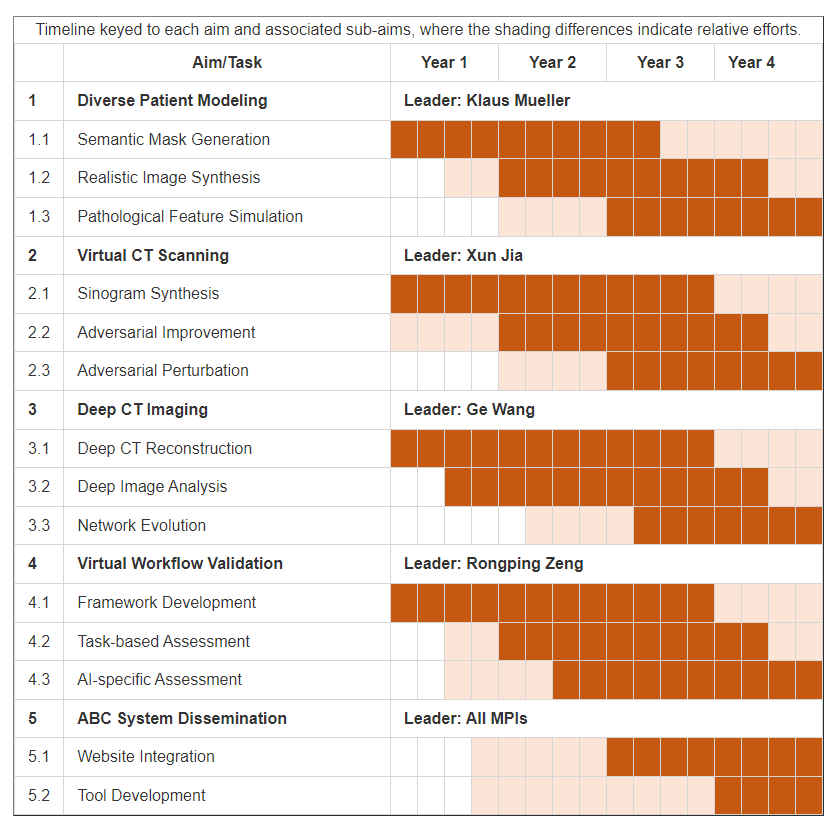 Timeline keyed to each aim and associated sub-aims, where the shading differences indicate relative efforts.
Aim/Task Year 1 Year 2 Year 3 Year 4
1 Diverse Patient Modeling Leader: Klaus Mueller
1.1 Semantic Mask Generation
1.2 Realistic Image Synthesis
1.3 Pathological Feature Simulation
2 Virtual CT Scanning Leader: Xun Jia
2.1 Sinogram Synthesis
2.2 Adversarial Improvement
2.3 Adversarial Perturbation
3 Deep CT Imaging Leader: Ge Wang
3.1 Deep CT Reconstruction
3.2 Deep Image Analysis
3.3 Network Evolution
4 Virtual Workflow Validation Leader: Rongping Zeng
4.1 Framework Development
4.2 Task-based Assessment
4.3 AI-specific Assessment
5 ABC System Dissemination Leader: All MPIs
5.1 Website Integration
5.2 Tool Development